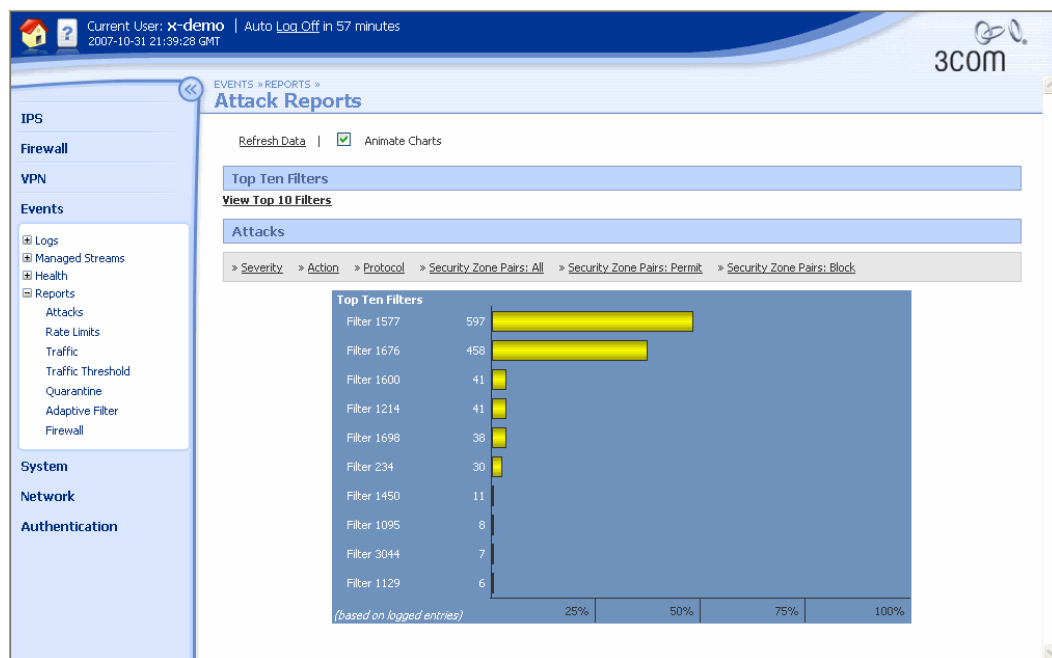 Current User: x-demo | Auto Log Off in 57 minutes
2007-10-31 21:39:28 GMT
3COM
EVENTS » REPORTS »
Attack Reports
IPS
Firewall
VPN
Events
Logs
Managed Streams
Health
Reports
Attacks
Rate Limits
Traffic
Traffic Threshold
Quarantine
Adaptive Filter
Firewall
System
Network
Authentication
Refresh Data | Animate Charts
Top Ten Filters
View Top 10 Filters
Attacks
» Severity » Action » Protocol » Security Zone Pairs: All » Security Zone Pairs: Permit » Security Zone Pairs: Block
Top Ten Filters
Filter 1577 597
Filter 1676 458
Filter 1600 41
Filter 1214 41
Filter 1698 38
Filter 234 30
Filter 1450 11
Filter 1095 8
Filter 3044 7
Filter 1129 6
(based on logged entries) 25% 50% 75% 100%